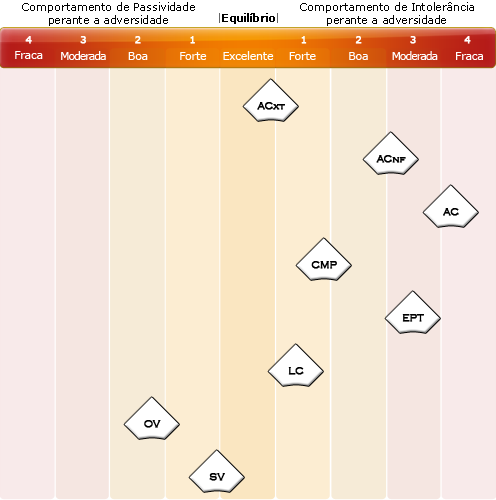 Comportamento de Passividade
perante a adversidade
|Equilíbrio|
Comportamento de Intolerância
perante a adversidade
4 3 2 1 1 2 3 4
Fraca Moderada Boa Forte Excelente Forte Boa Moderada Fraca
ACXT
ACNF
AC
CMP
EPT
LC
OV
SV